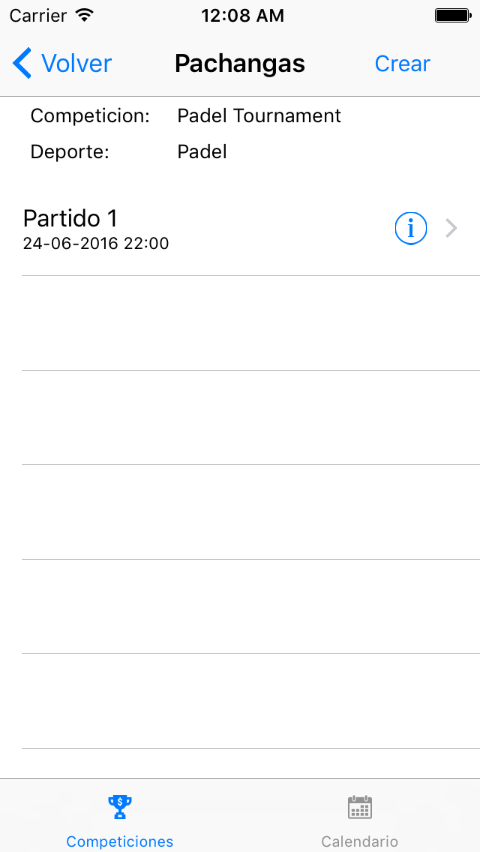 Carrier 12:08 AM
Volver Pachangas Crear
Competicion: Padel Tournament
Deporte: Padel
Partido 1
24-06-2016 22:00
Competiciones Calendario